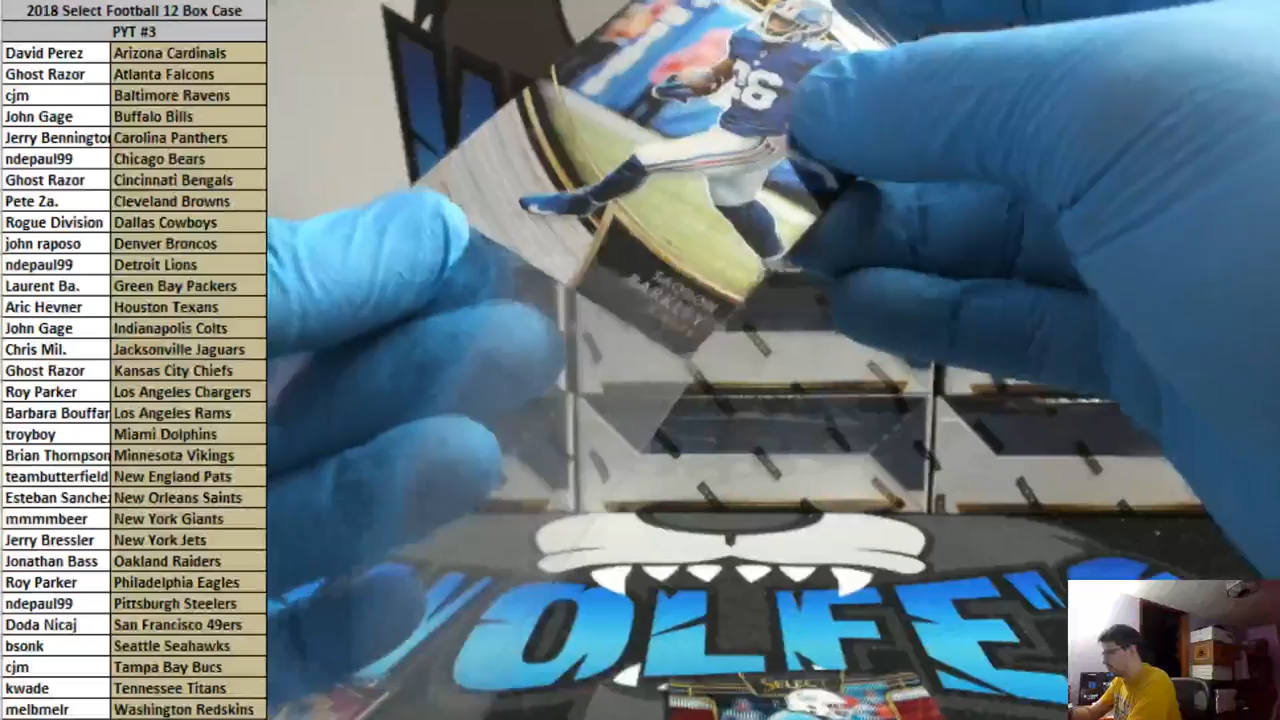 2018 Select Football 12 Box Case
PYT #3
David Perez Arizona Cardinals
Ghost Razor Atlanta Falcons
cjm Baltimore Ravens
John Gage Buffalo Bills
Jerry Benningto Carolina Panthers
ndepaul99 Chicago Bears
Ghost Razor Cincinnati Bengals
Pete Za. Cleveland Browns
Rogue Division Dallas Cowboys
john raposo Denver Broncos
ndepaul99 Detroit Lions
Laurent Ba. Green Bay Packers
Aric Hevner Houston Texans
John Gage Indianapolis Colts
Chris Mil. Jacksonville Jaguars
Ghost Razor Kansas City Chiefs
Roy Parker Los Angeles Chargers
Barbara Bouffar Los Angeles Rams
troyboy Miami Dolphins
Brian Thompson Minnesota Vikings
teambutterfield New England Pats
Esteban Sanchez New Orleans Saints
mmmmbeer New York Giants
Jerry Bressler New York Jets
Jonathan Bass Oakland Raiders
Roy Parker Philadelphia Eagles
ndepaul99 Pittsburgh Steelers
Doda Nicaj San Francisco 49ers
bsonk Seattle Seahawks
cjm Tampa Bay Bucs
kwade Tennessee Titans
melbmelr Washington Redskins
26
SAQUON
BARKLEY
OLFE
SELECT